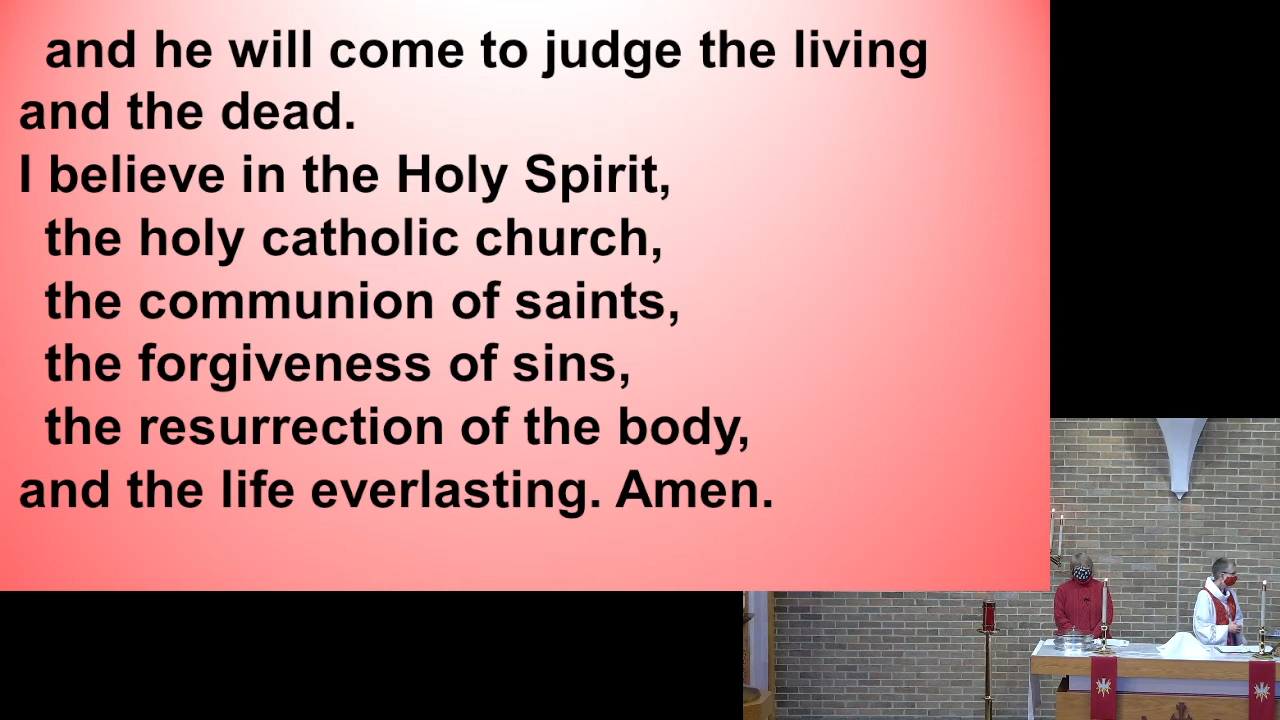 and he will come to judge the living
and the dead.
I believe in the Holy Spirit,
the holy catholic church,
the communion of saints,
the forgiveness of sins,
the resurrection of the body,
and the life everlasting. Amen.